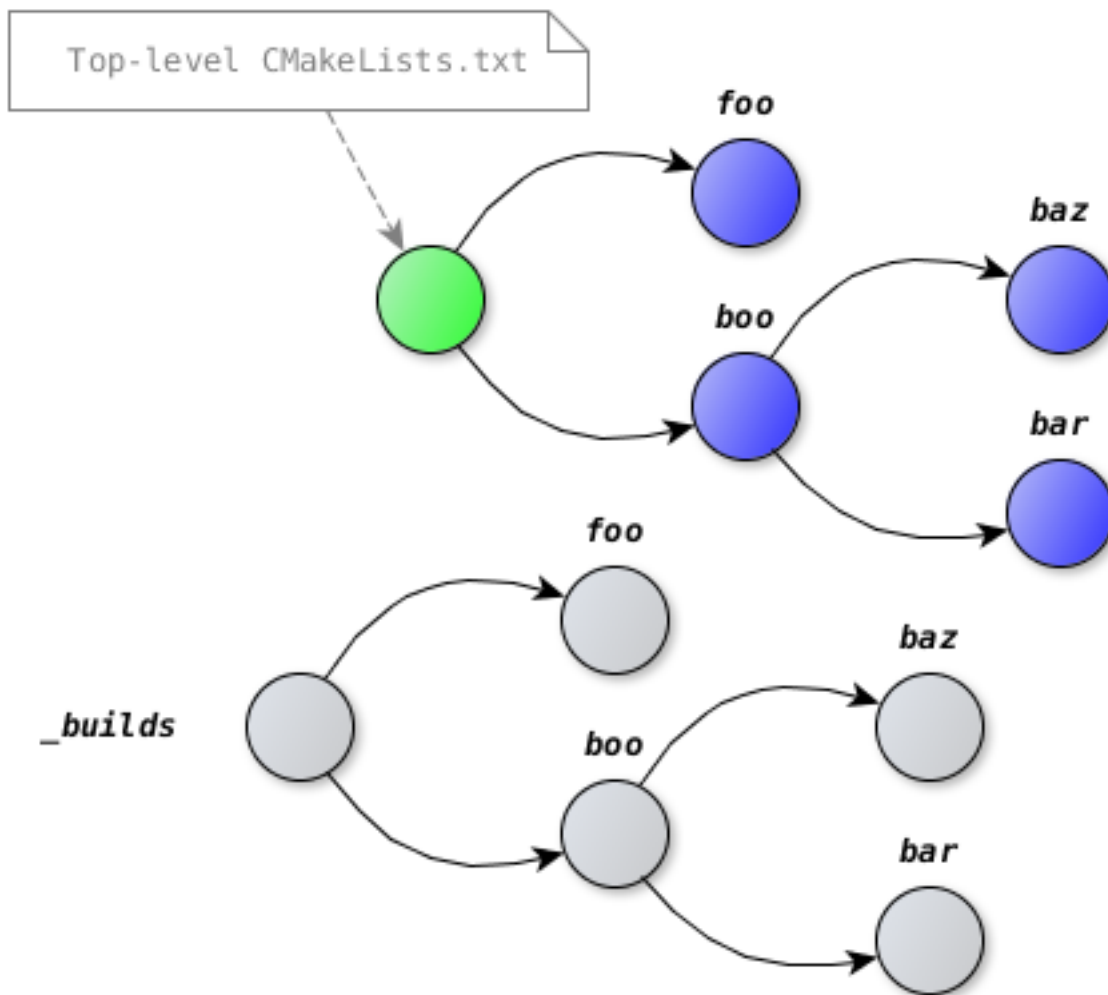 Top-level CMakeLists.txt
foo
baz
boo
bar
foo
baz
_builds
boo
bar